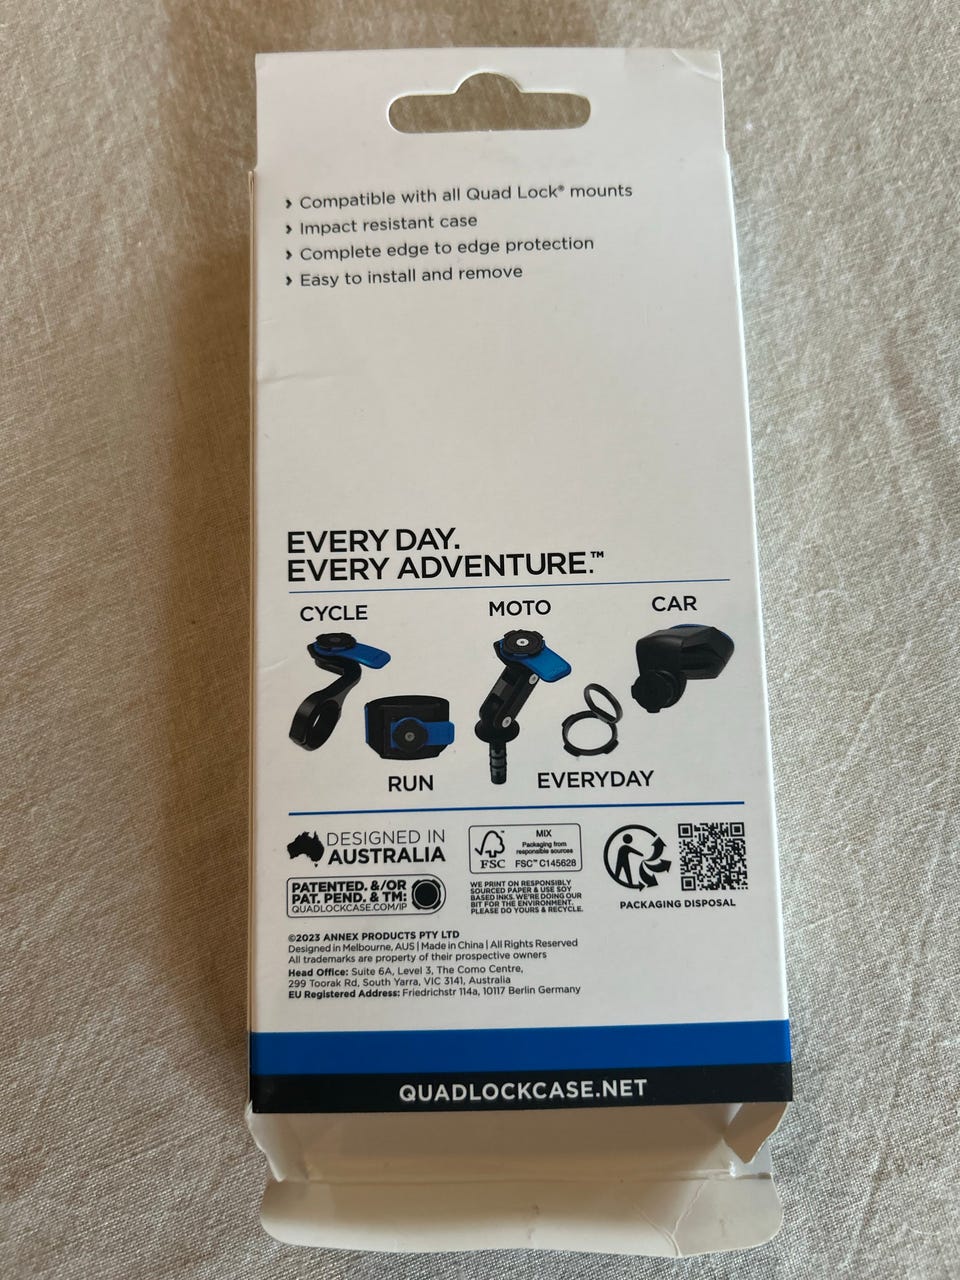 › Compatible with all Quad Lock® mounts
› Impact resistant case
› Complete edge to edge protection
› Easy to install and remove
EVERY DAY.
EVERY ADVENTURE.™
CYCLE
MOTO
CAR
RUN
EVERYDAY
DESIGNED IN
AUSTRALIA
PATENTED. &/OR
PAT. PEND. & TM:
QUADLOCKCASE.COM/IP
FSC
MIX
Packaging from
responsible sources
FSC™ C145628
WE PRINT ON RESPONSIBLY
SOURCED PAPER & USE SOY
BASED INKS. WE'RE DOING OUR
BIT FOR THE ENVIRONMENT.
PLEASE DO YOURS & RECYCLE.
PACKAGING DISPOSAL
©2023 ANNEX PRODUCTS PTY LTD
Designed in Melbourne, AUS | Made in China | All Rights Reserved
All trademarks are property of their prospective owners
Head Office: Suite 6A, Level 3, The Como Centre,
299 Toorak Rd, South Yarra, VIC 3141, Australia
EU Registered Address: Friedrichstr 114a, 10117 Berlin Germany
QUADLOCKCASE.NET